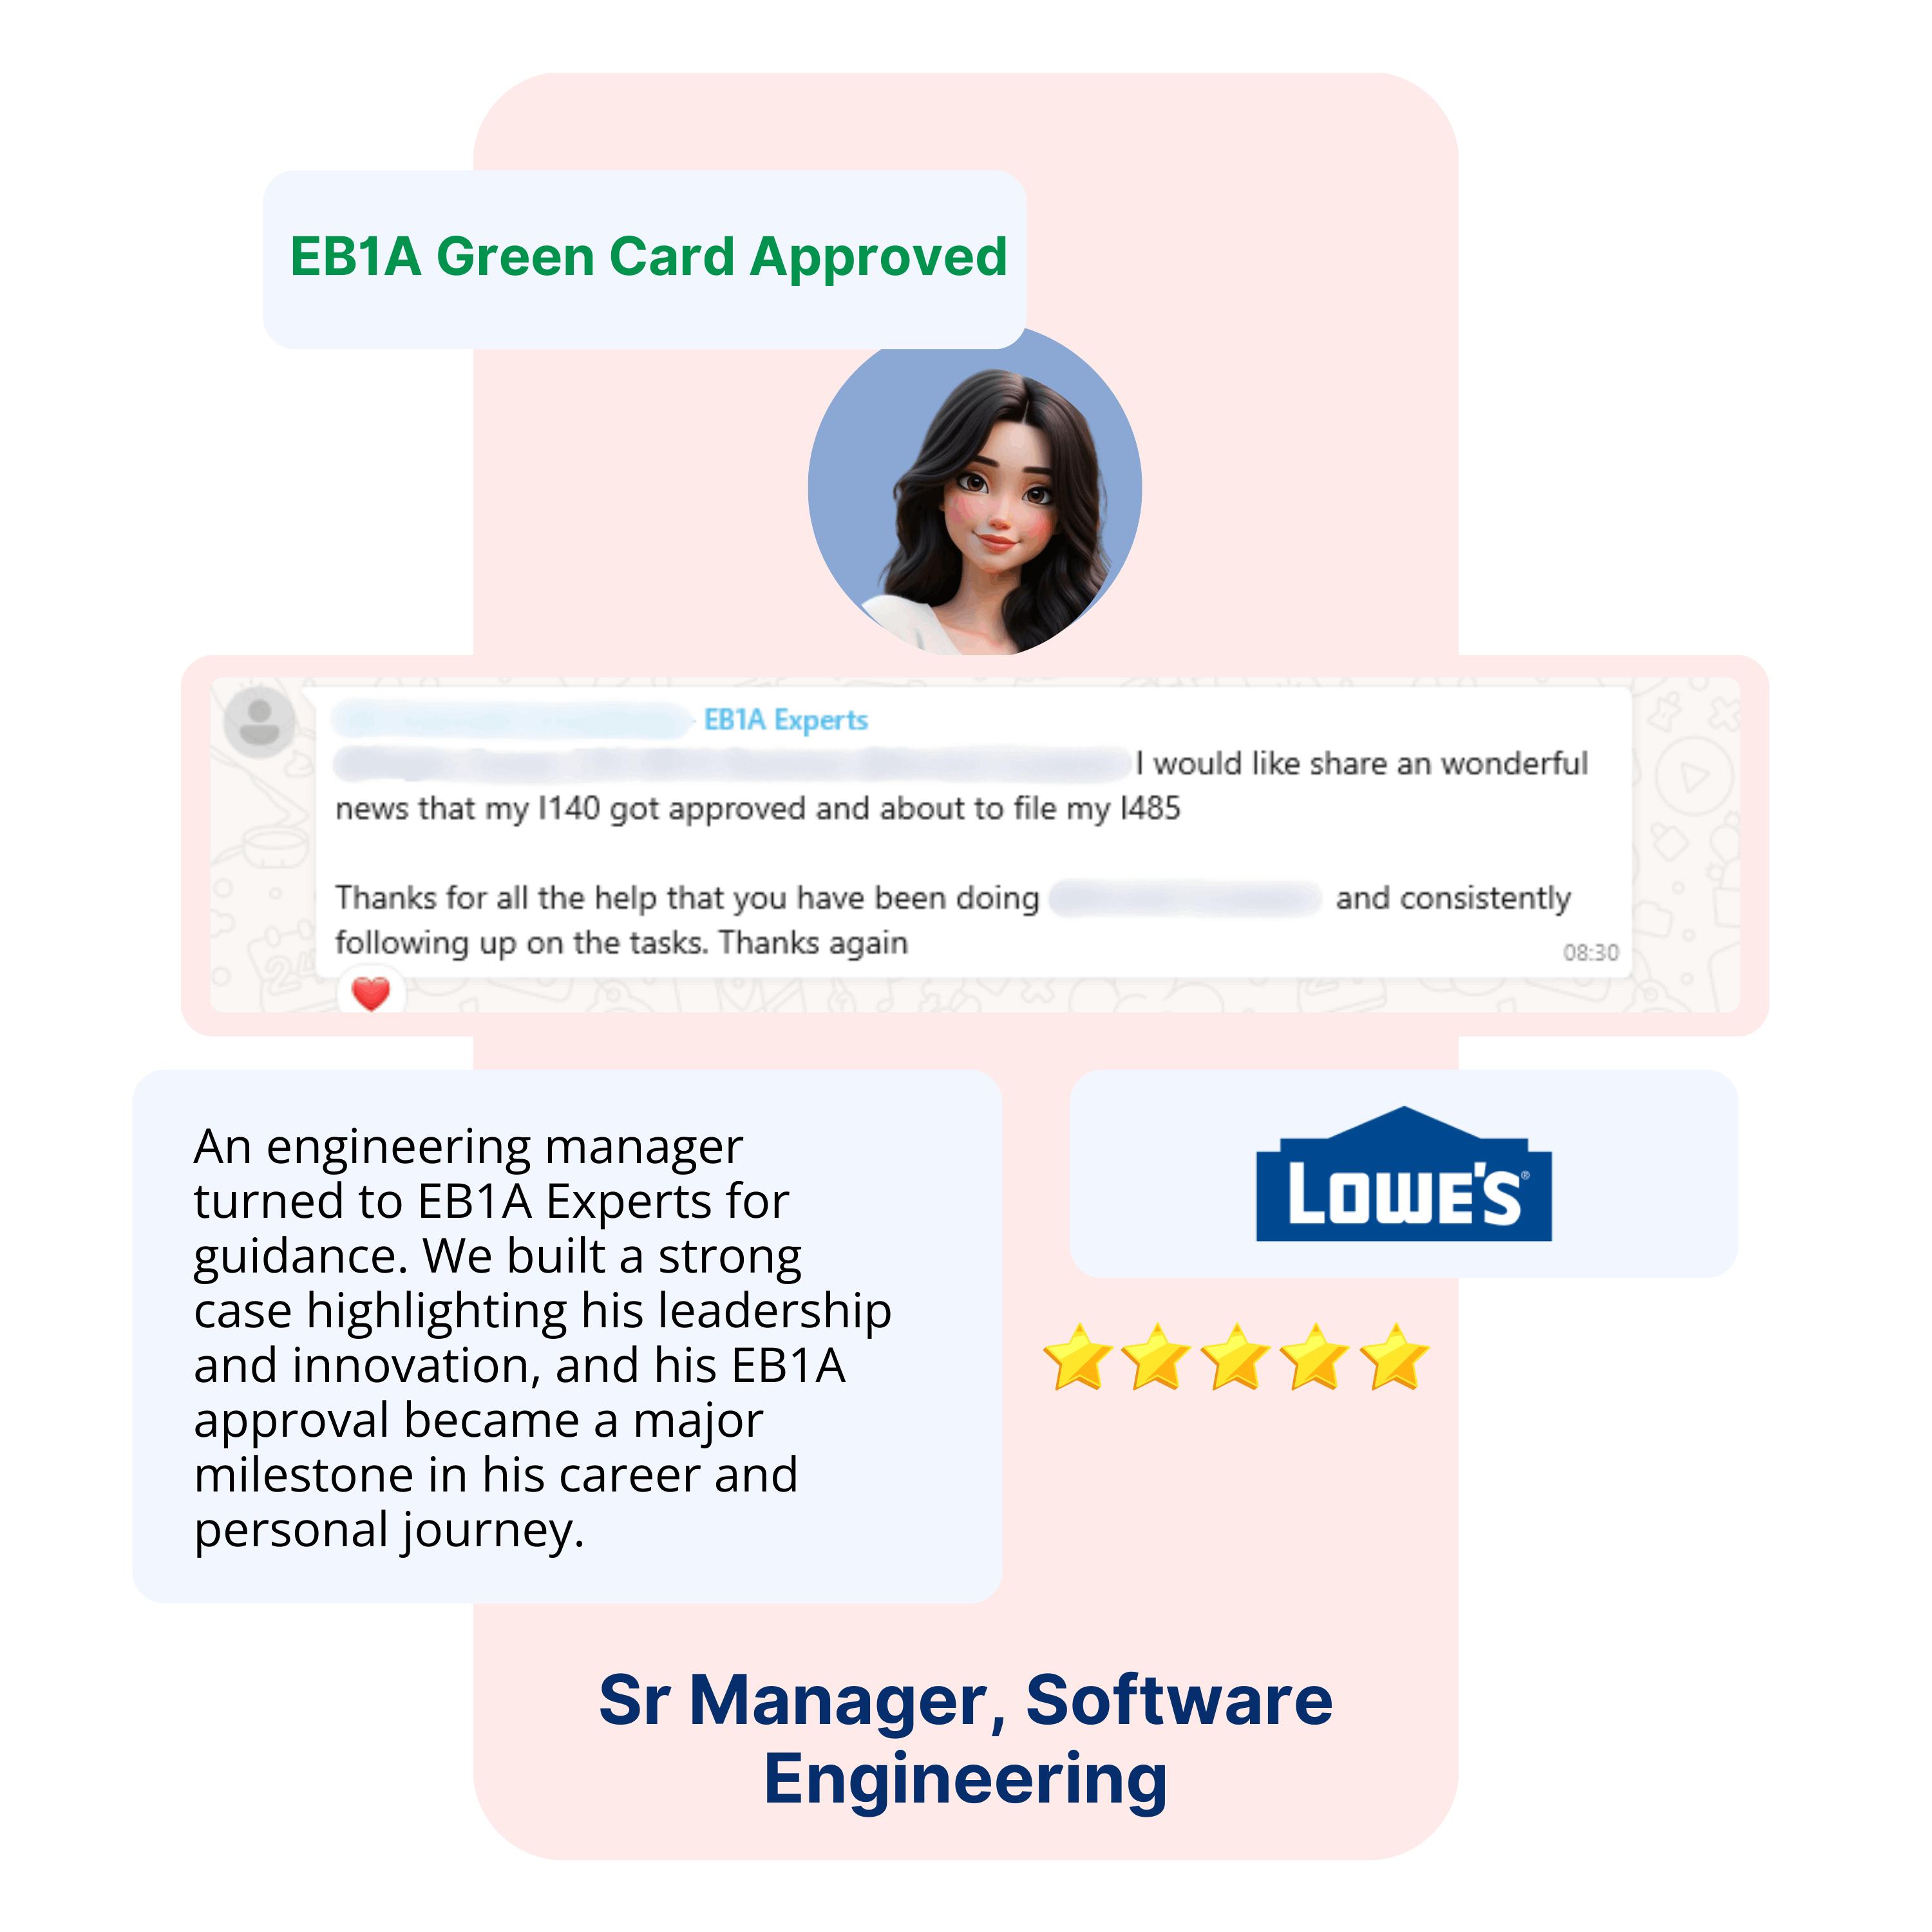 EB1A Green Card Approved
EB1A Experts
I would like share an wonderful
news that my I140 got approved and about to file my I485
Thanks for all the help that you have been doing and consistently
following up on the tasks. Thanks again
08:30
An engineering manager
turned to EB1A Experts for
guidance. We built a strong
case highlighting his leadership
and innovation, and his EB1A
approval became a major
milestone in his career and
personal journey.
LOWE'S®
Sr Manager, Software
Engineering